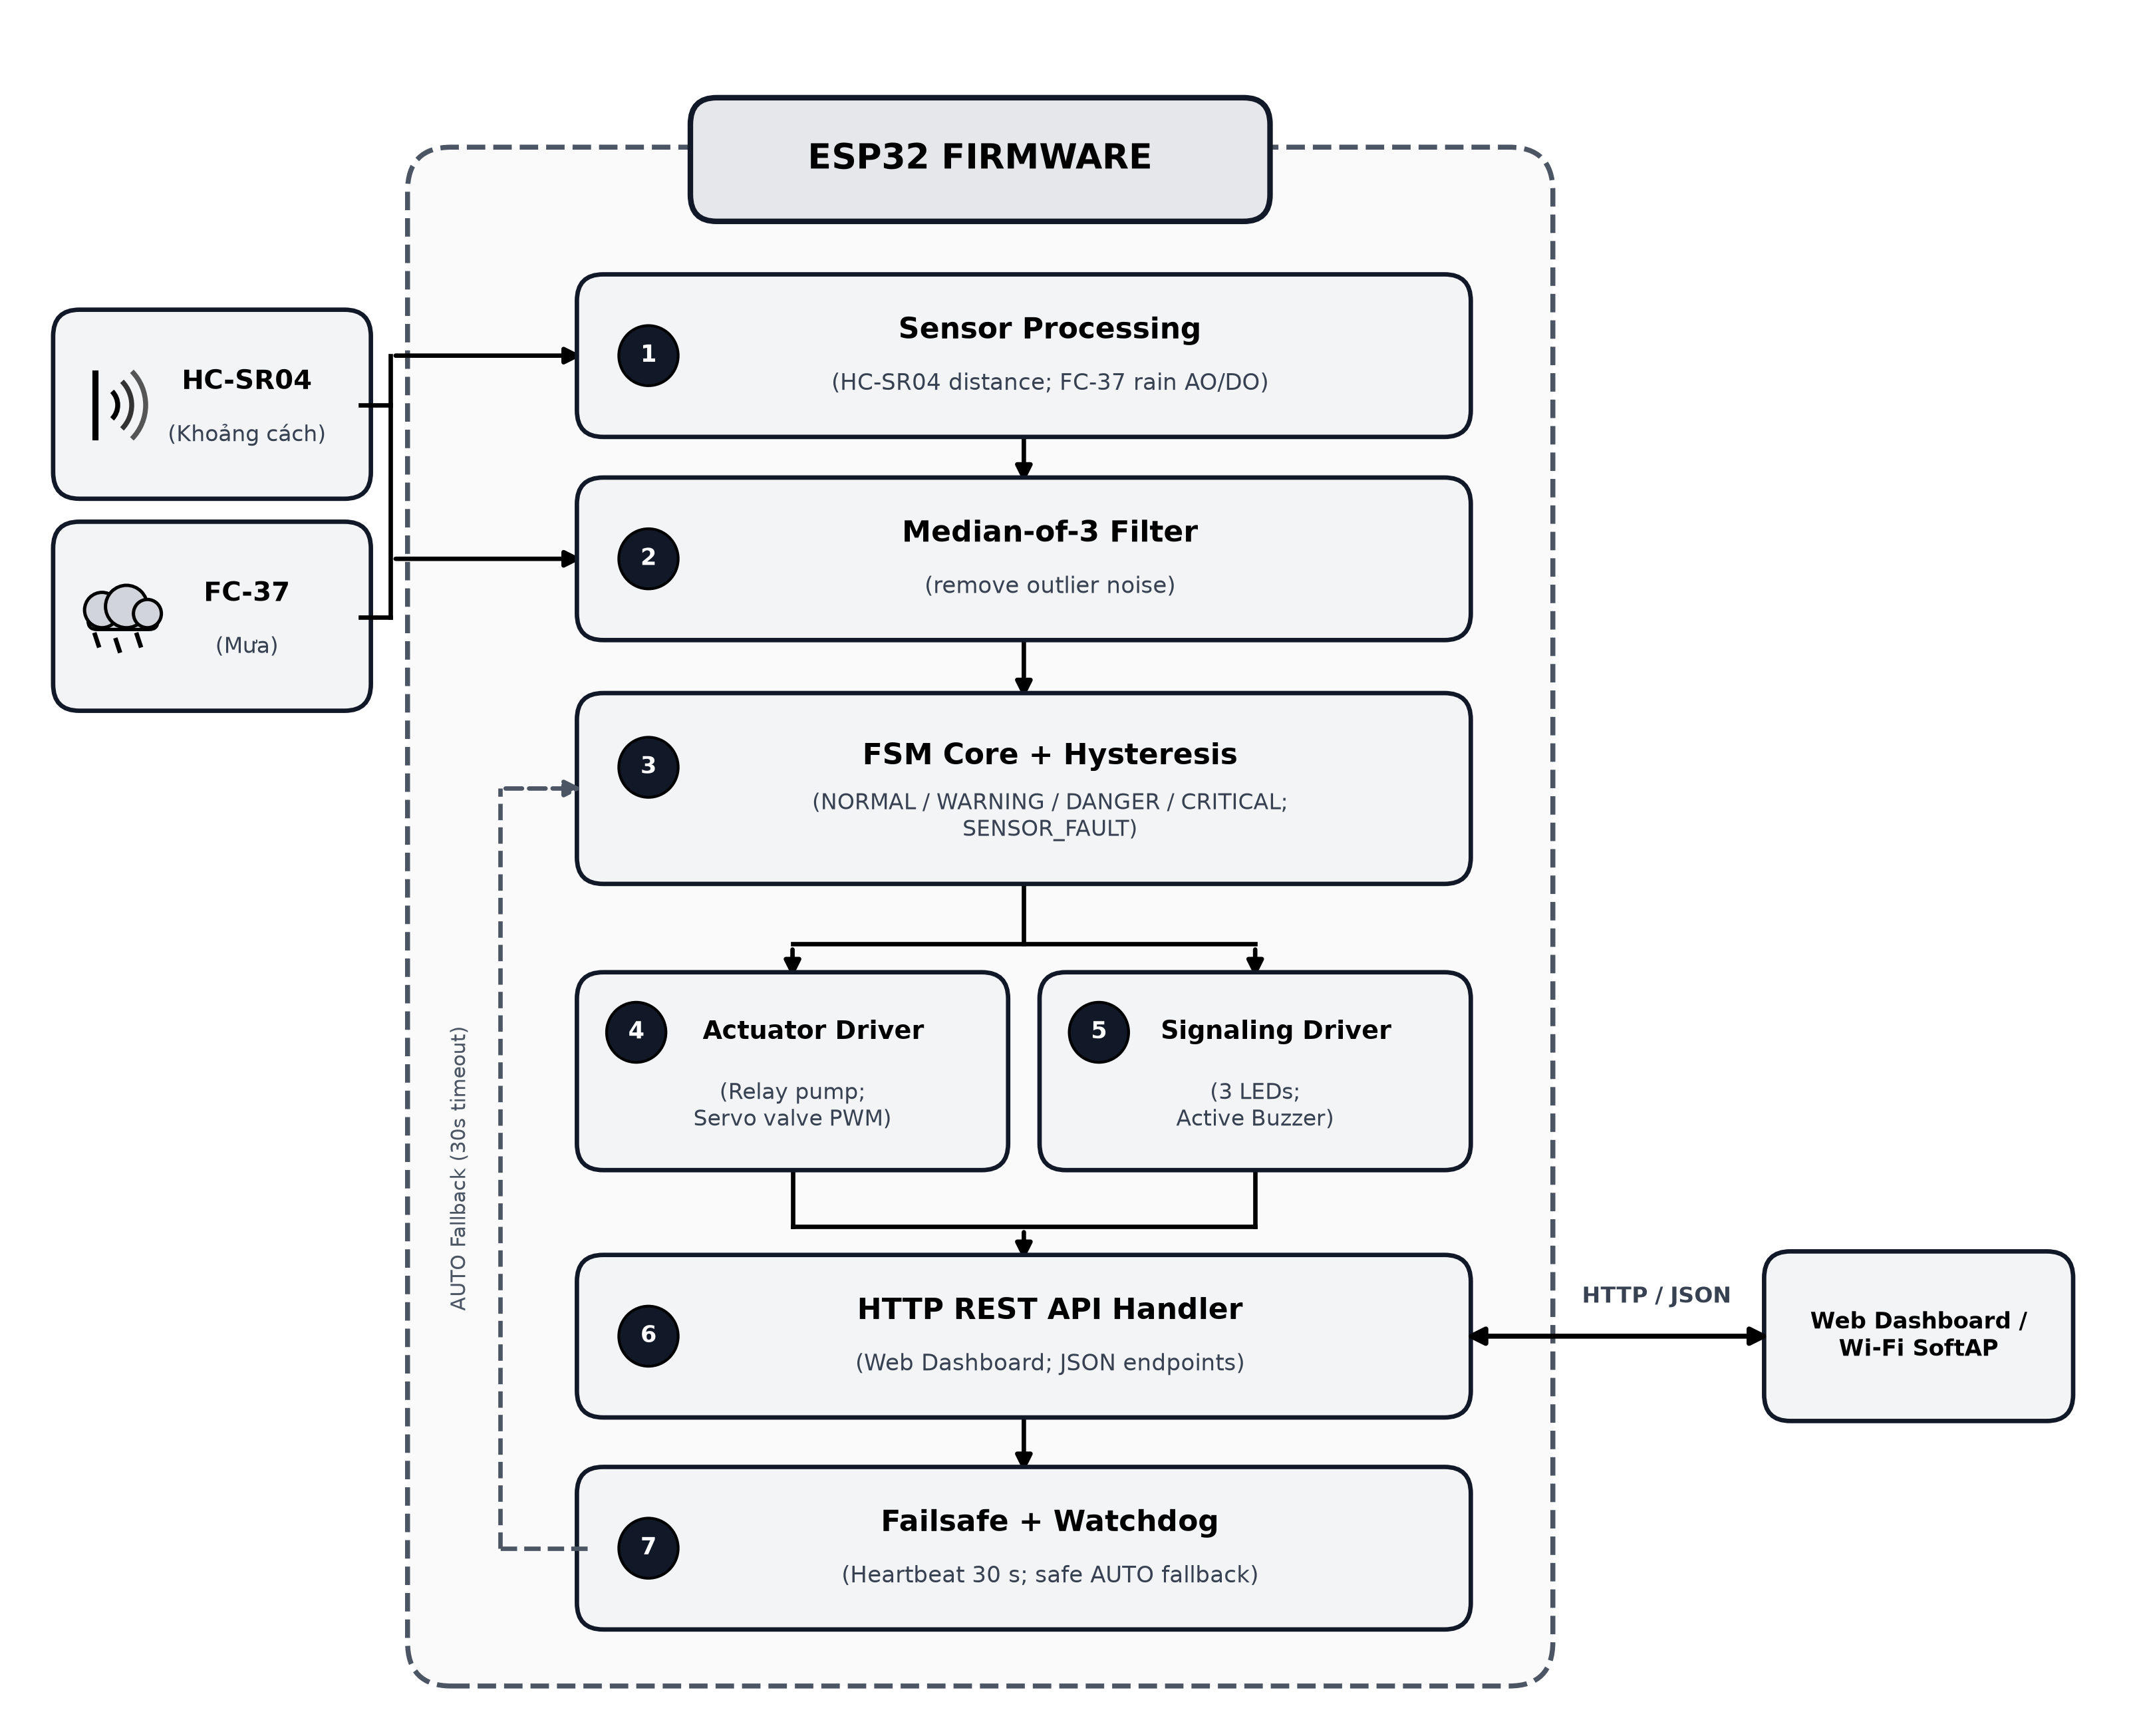 ESP32 FIRMWARE
HC-SR04
(Khoảng cách)
FC-37
(Mưa)
1
Sensor Processing
(HC-SR04 distance; FC-37 rain AO/DO)
2
Median-of-3 Filter
(remove outlier noise)
3
FSM Core + Hysteresis
(NORMAL / WARNING / DANGER / CRITICAL;
SENSOR_FAULT)
4
Actuator Driver
(Relay pump;
Servo valve PWM)
5
Signaling Driver
(3 LEDs;
Active Buzzer)
AUTO Fallback (30s timeout)
6
HTTP REST API Handler
(Web Dashboard; JSON endpoints)
HTTP / JSON
Web Dashboard /
Wi-Fi SoftAP
7
Failsafe + Watchdog
(Heartbeat 30 s; safe AUTO fallback)